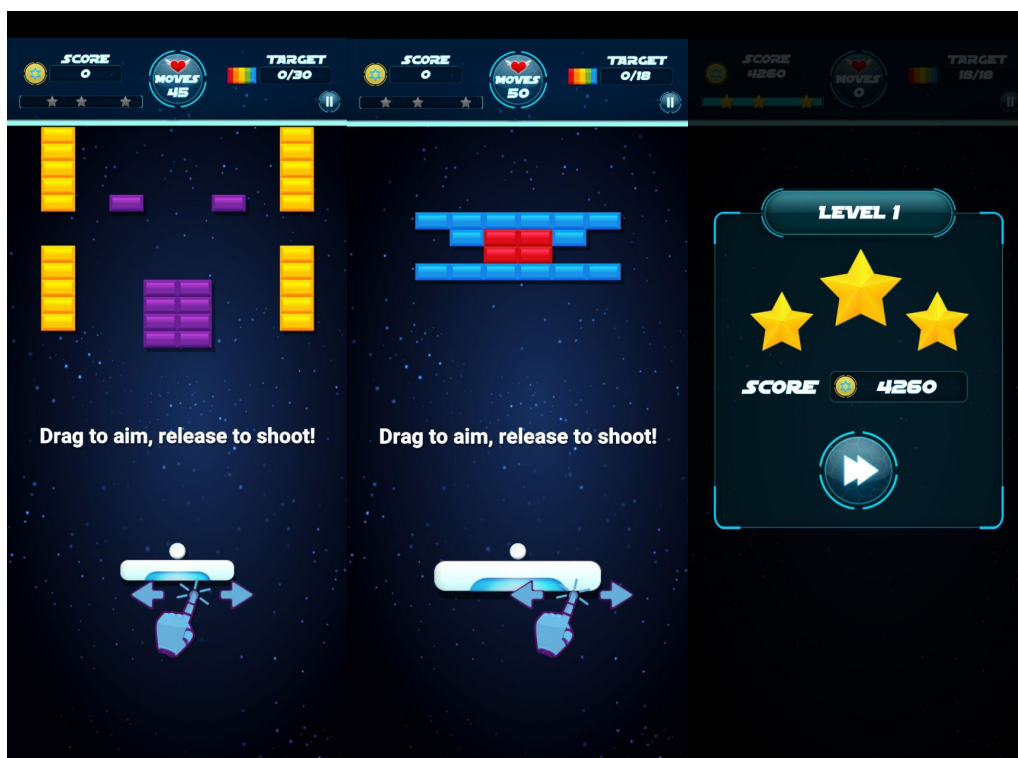 SCORE
0
MOVES
45
TARGET
0/30
Drag to aim, release to shoot!
SCORE
0
MOVES
50
TARGET
0/18
Drag to aim, release to shoot!
SCORE
4260
MOVES
0
TARGET
18/18
LEVEL 1
SCORE 4260